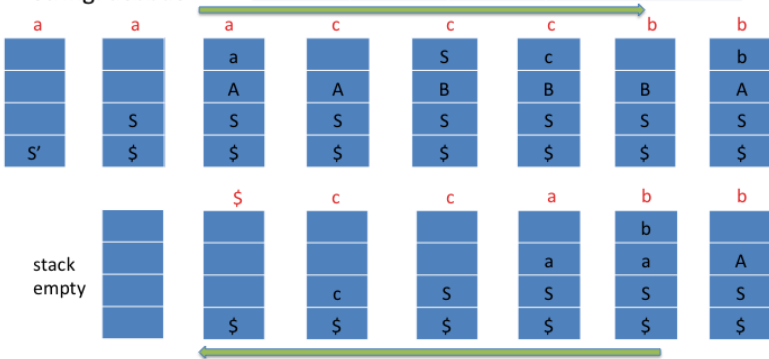 a a a c c c b b
a S c b
A A B B B A
S S S S S S S
S' $ $ $ $ $ $ $
$ c c a b b
b
stack a a A
empty c S S S S
$ $ $ $ $ $